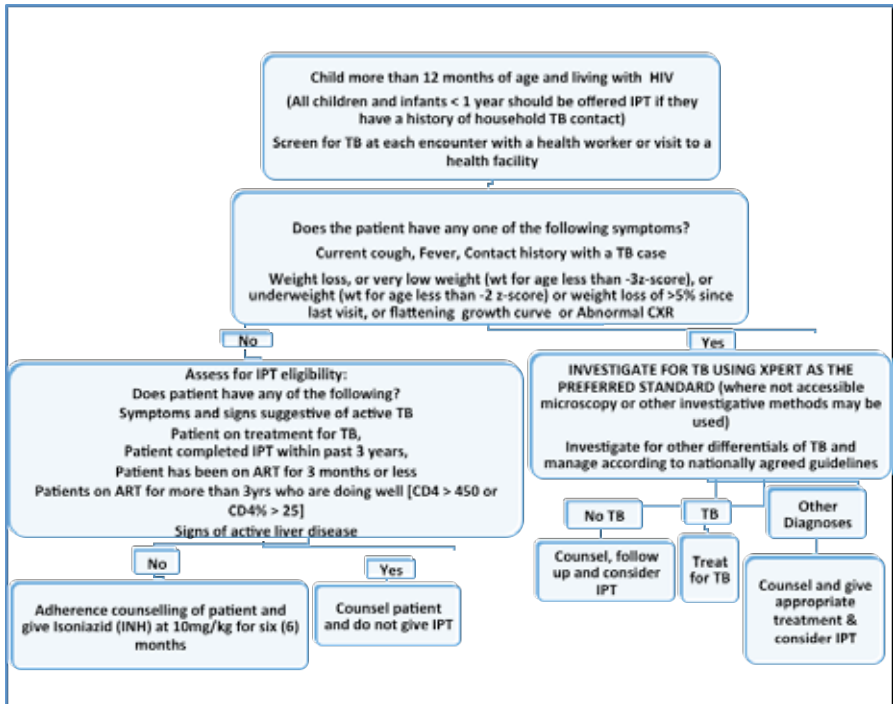 Child more than 12 months of age and living with HIV
(All children and infants < 1 year should be offered IPT if they
have a history of household TB contact)
Screen for TB at each encounter with a health worker or visit to a
health facility
Does the patient have any one of the following symptoms?
Current cough, Fever, Contact history with a TB case
Weight loss, or very low weight (wt for age less than -3z-score), or
underweight (wt for age less than -2 z-score) or weight loss of >5% since
last visit, or flattening growth curve or Abnormal CXR
No
Yes
Assess for IPT eligibility:
Does patient have any of the following?
Symptoms and signs suggestive of active TB
Patient on treatment for TB,
Patient completed IPT within past 3 years,
Patient has been on ART for 3 months or less
Patients on ART for more than 3yrs who are doing well [CD4 > 450 or
CD4% > 25]
Signs of active liver disease
INVESTIGATE FOR TB USING XPERT AS THE
PREFERRED STANDARD (where not accessible
microscopy or other investigative methods may be
used)
Investigate for other differentials of TB and
manage according to nationally agreed guidelines
No
Yes
Adherence counselling of patient and
give Isoniazid (INH) at 10mg/kg for six (6)
months
Counsel patient
and do not give IPT
No TB
TB
Other
Diagnoses
Counsel, follow
up and consider
IPT
Treat
for TB
Counsel and give
appropriate
treatment &
consider IPT